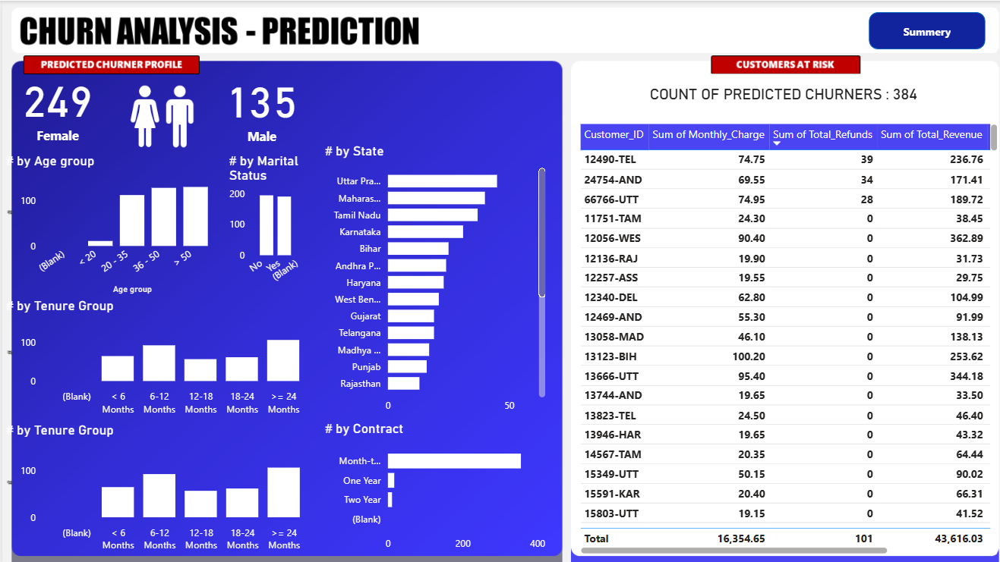 CHURN ANALYSIS - PREDICTION
Summery
PREDICTED CHURNER PROFILE
249
Female
135
Male
# by Age group
100
0
#
(Blank)
< 20
20 - 35
36 - 50
> 50
Age group
# by Marital
Status
200
100
0
No
Yes
(Blank)
# by Tenure Group
100
0
#
(Blank)
< 6
Months
6-12
Months
12-18
Months
18-24
Months
>= 24
Months
# by Tenure Group
100
0
#
(Blank)
< 6
Months
6-12
Months
12-18
Months
18-24
Months
>= 24
Months
# by State
Uttar Pra...
Maharas...
Tamil Nadu
Karnataka
Bihar
Andhra P...
Haryana
West Ben...
Gujarat
Telangana
Madhya ...
Punjab
Rajasthan
0 50
# by Contract
Month-t...
One Year
Two Year
(Blank)
0 200 400
CUSTOMERS AT RISK
COUNT OF PREDICTED CHURNERS : 384
Customer_ID Sum of Monthly_Charge Sum of Total_Refunds Sum of Total_Revenue
12490-TEL 74.75 39 236.76
24754-AND 69.55 34 171.41
66766-UTT 74.95 28 189.72
11751-TAM 24.30 0 38.45
12056-WES 90.40 0 362.89
12136-RAJ 19.90 0 31.73
12257-ASS 19.55 0 29.75
12340-DEL 62.80 0 104.99
12469-AND 55.30 0 91.99
13058-MAD 46.10 0 138.13
13123-BIH 100.20 0 253.62
13666-UTT 95.40 0 344.18
13744-AND 19.65 0 33.50
13823-TEL 24.50 0 46.40
13946-HAR 19.65 0 43.32
14567-TAM 20.35 0 64.44
15349-UTT 50.15 0 90.02
15591-KAR 20.40 0 66.31
15803-UTT 19.15 0 41.52
Total 16,354.65 101 43,616.03